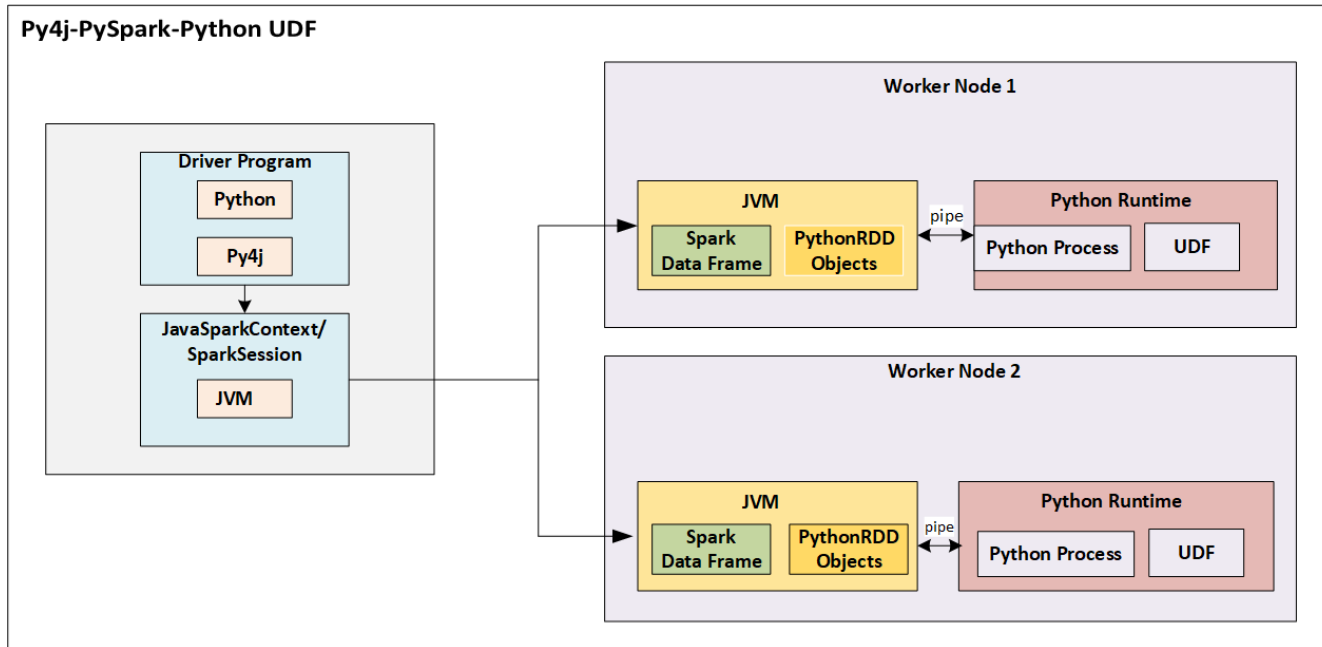 Py4j-PySpark-Python UDF
Driver Program
Python
Py4j
JavaSparkContext/
SparkSession
JVM
Worker Node 1
JVM
Spark
Data Frame
PythonRDD
Objects
pipe
Python Runtime
Python Process
UDF
Worker Node 2
JVM
Spark
Data Frame
PythonRDD
Objects
pipe
Python Runtime
Python Process
UDF